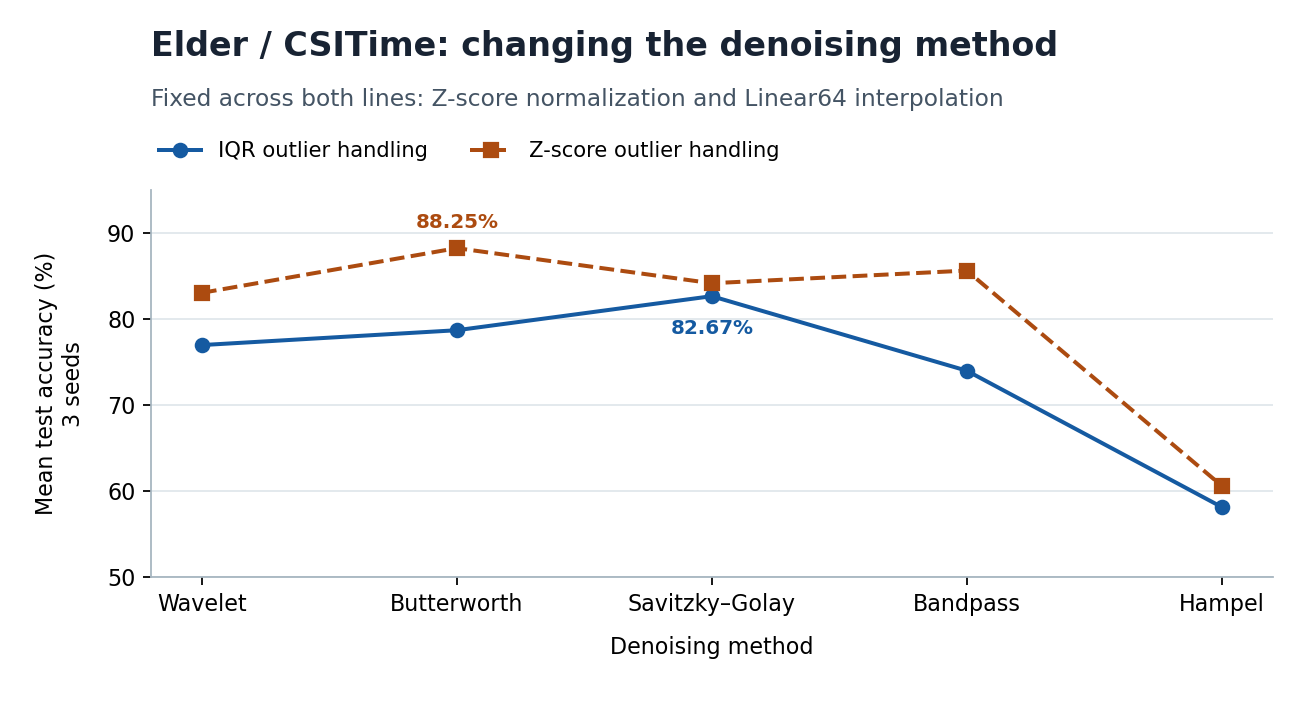 Elder / CSITime: changing the denoising method
Fixed across both lines: Z-score normalization and Linear64 interpolation
IQR outlier handling
Z-score outlier handling
Mean test accuracy (%)
3 seeds
90
80
70
60
50
88.25%
82.67%
Wavelet
Butterworth
Savitzky–Golay
Bandpass
Hampel
Denoising method